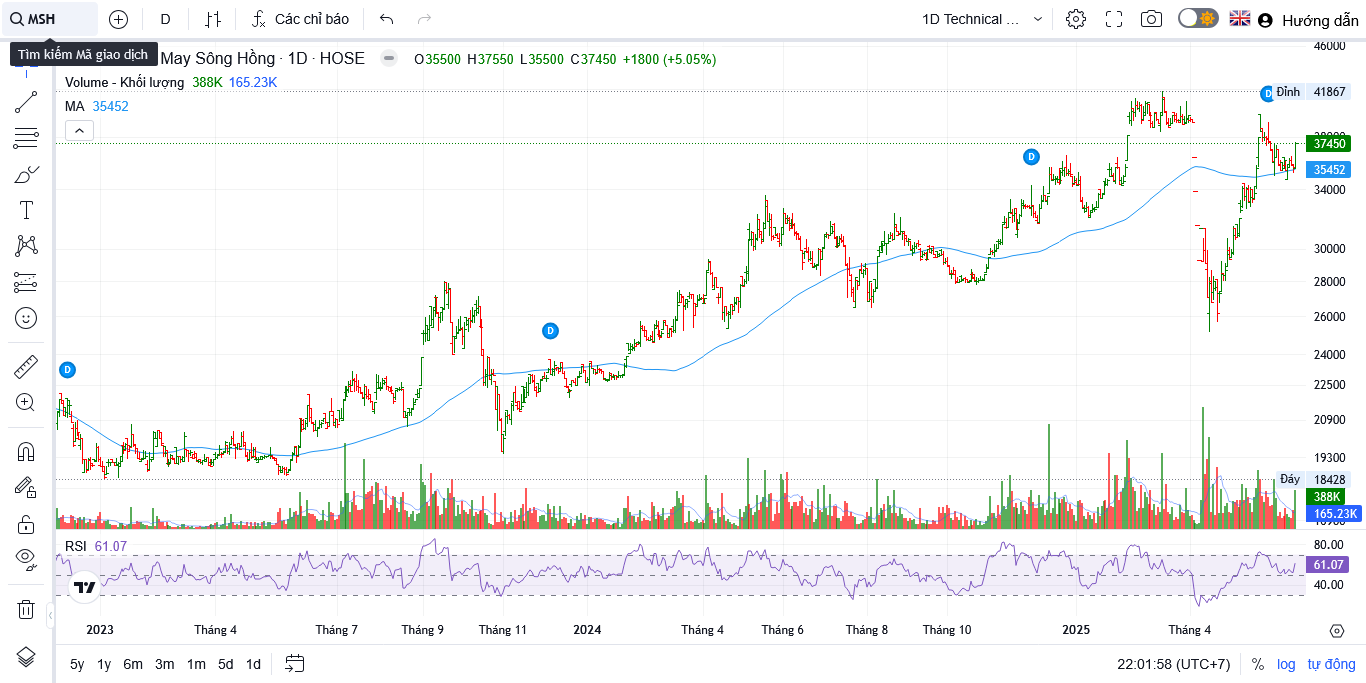 MSH D Các chỉ báo 1D Technical ... Hướng dẫn
Tìm kiếm Mã giao dịch
May Sông Hồng · 1D · HOSE O35500 H37550 L35500 C37450 +1800 (+5.05%)
Volume - Khối lượng 388K 165.23K
MA 35452
46000
D Đỉnh 41867
37450
D
35452
34000
30000
28000
26000
D
24000
D
22500
20900
19300
Đáy 18428
388K
165.23K
RSI 61.07
80.00
61.07
40.00
2023 Tháng 4 Tháng 7 Tháng 9 Tháng 11 2024 Tháng 4 Tháng 6 Tháng 8 Tháng 10 2025 Tháng 4
5y 1y 6m 3m 1m 5d 1d 22:01:58 (UTC+7) % log tự động